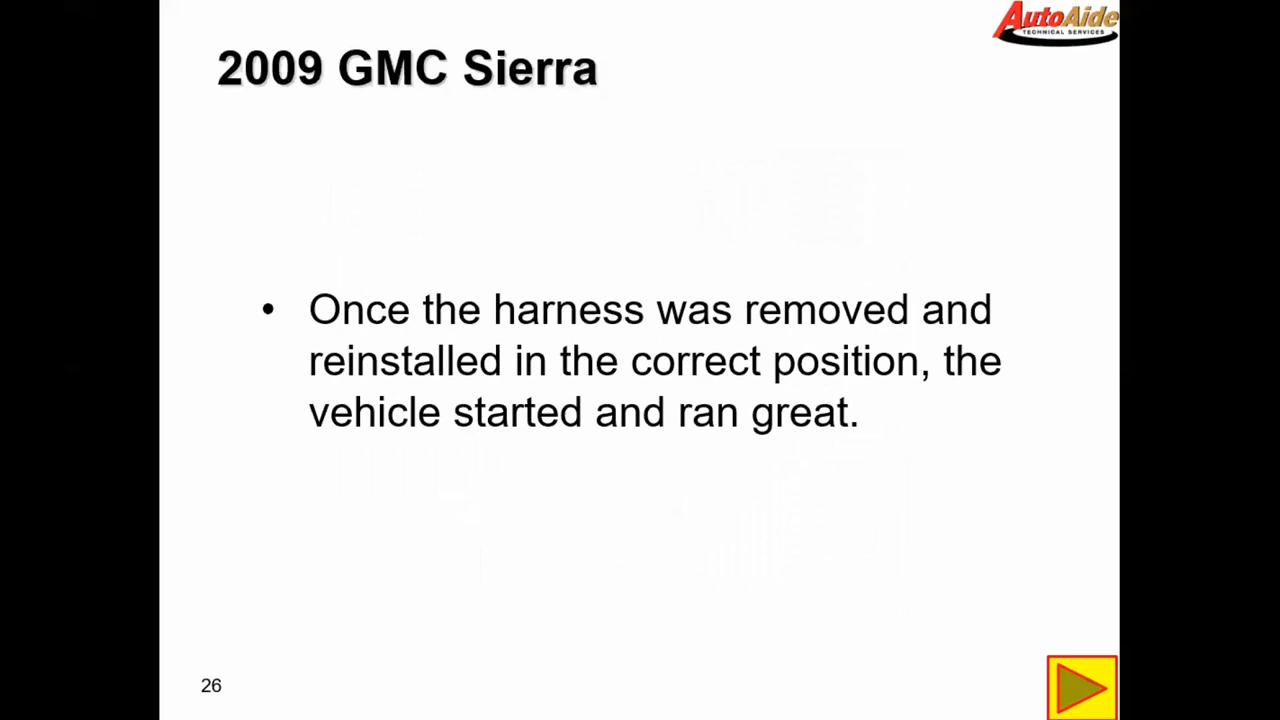 AutoAide
TECHNICAL SERVICES
2009 GMC Sierra
• Once the harness was removed and
reinstalled in the correct position, the
vehicle started and ran great.
26